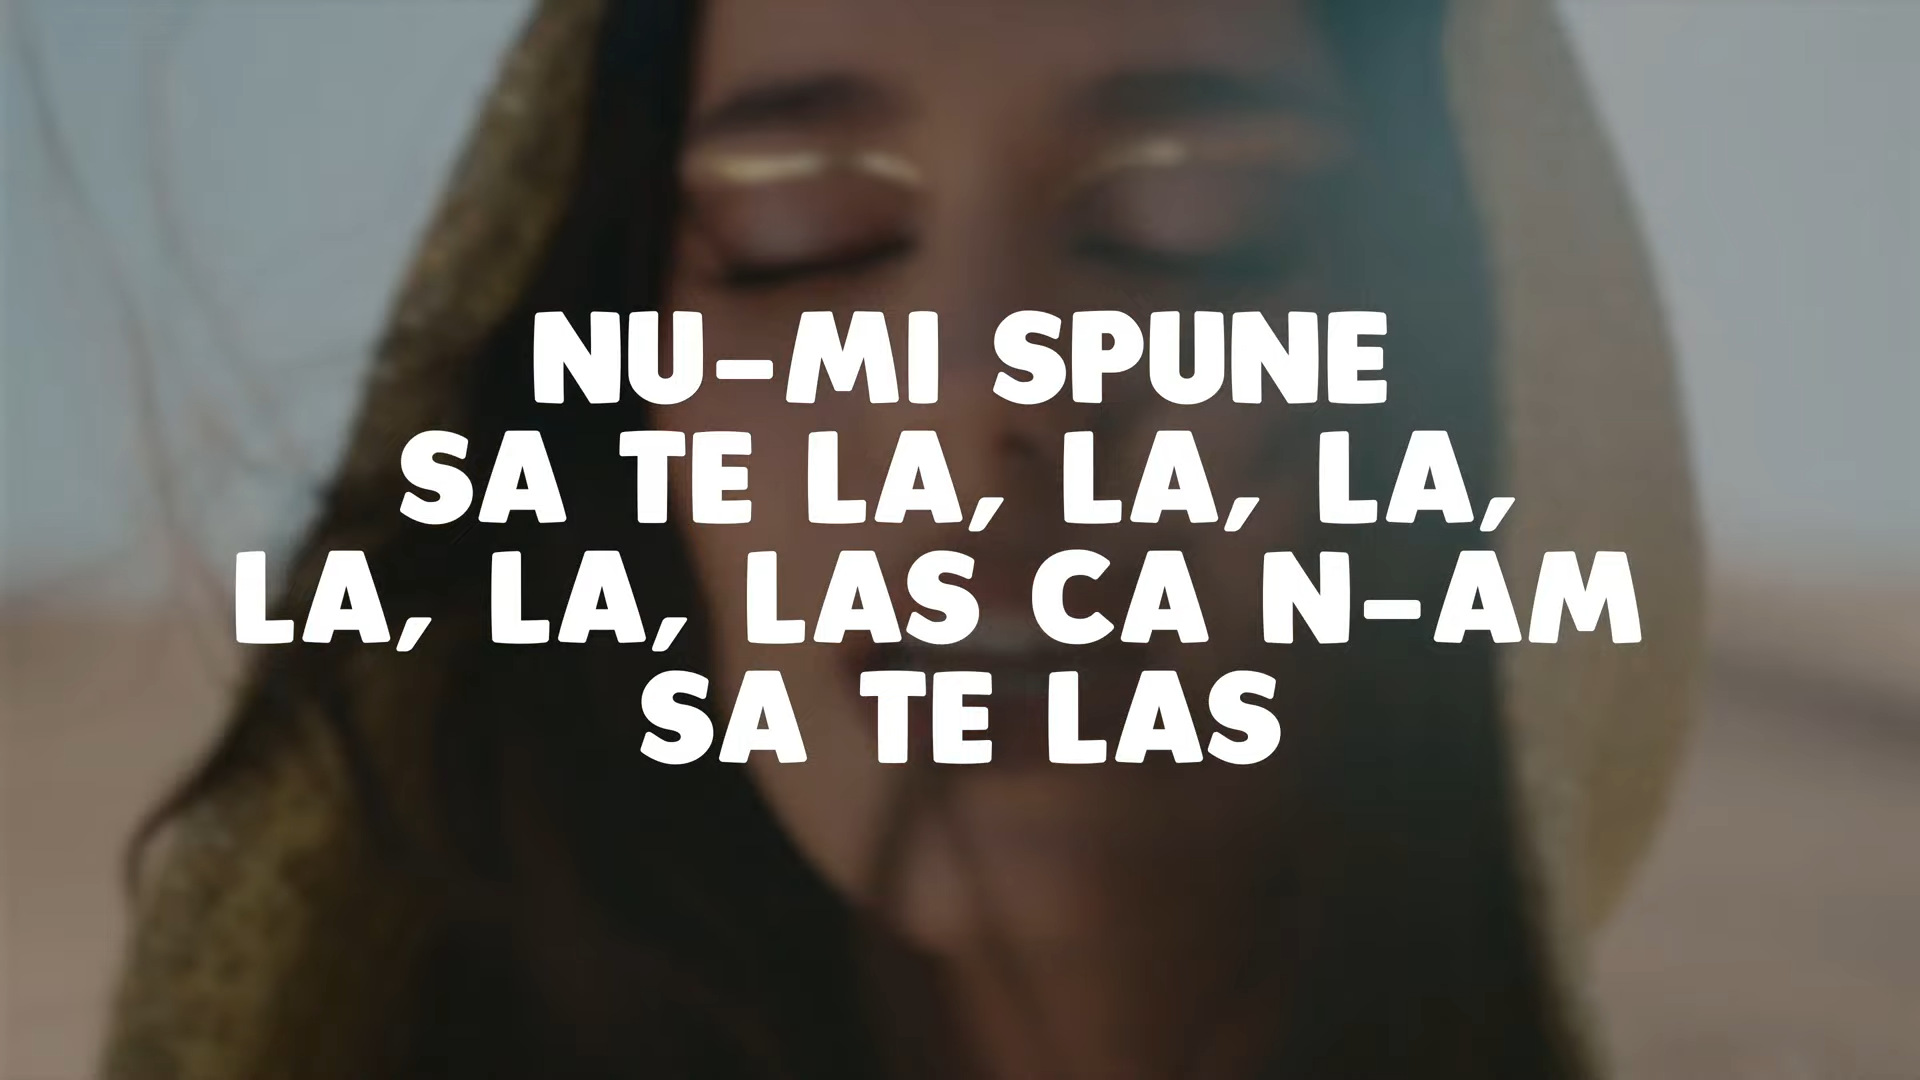 NU-MI SPUNE
SA TE LA, LA, LA,
LA, LA, LAS CA N-AM
SA TE LAS